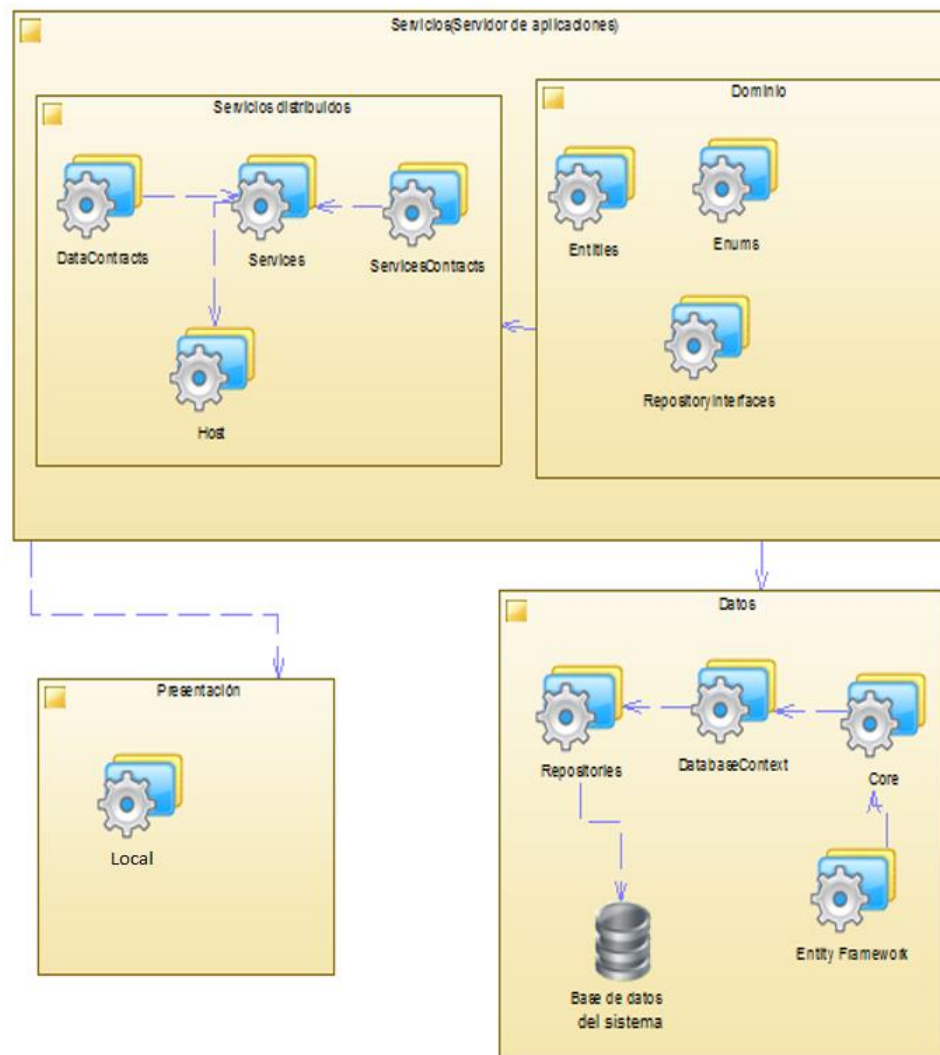 Servicios(Servidor de aplicaciones)
Servicios distribuidos
DataContracts
Services
ServicesContracts
Host
Dominio
Entities
Enums
RepositoryInterfaces
Presentación
Local
Datos
Repositories
DatabaseContext
Core
Entity Framework
Base de datos
del sistema